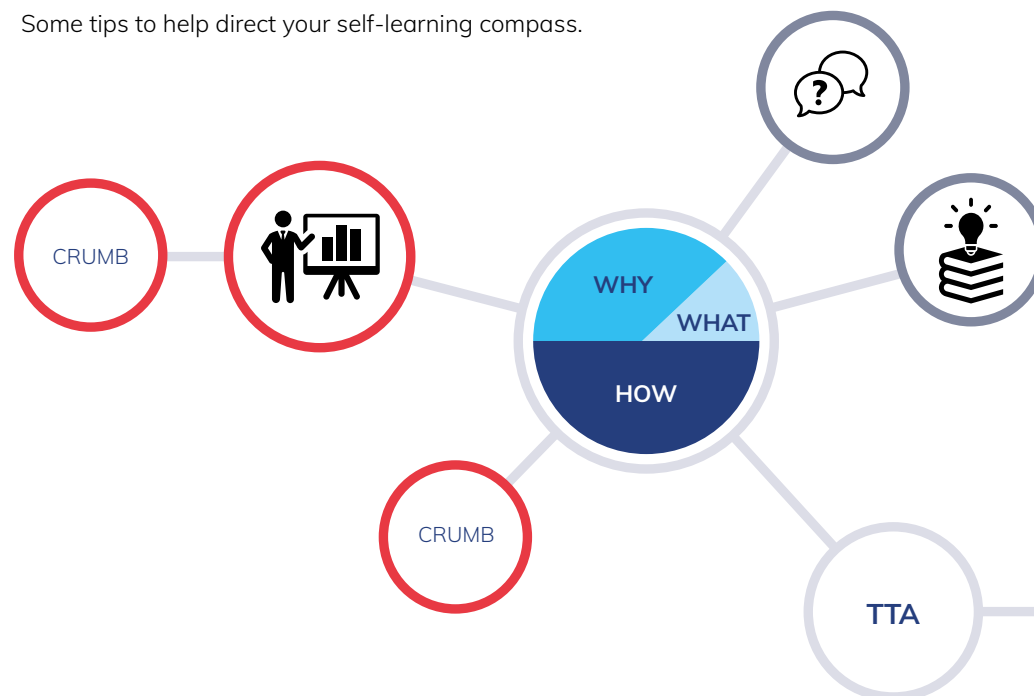 Some tips to help direct your self-learning compass.
?
CRUMB
WHY
WHAT
HOW
CRUMB
TTA